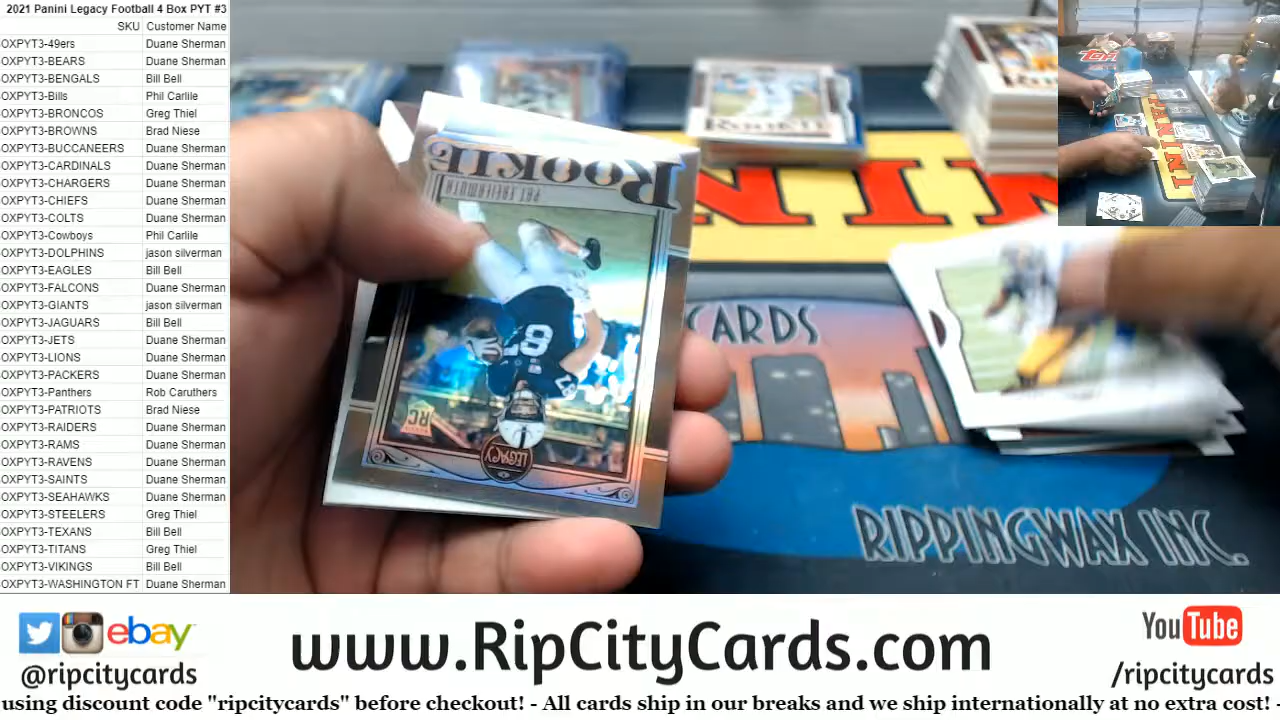 2021 Panini Legacy Football 4 Box PYT #3
SKU Customer Name
OXPYT3-49ers Duane Sherman
OXPYT3-BEARS Duane Sherman
OXPYT3-BENGALS Bill Bell
OXPYT3-Bills Phil Carlile
OXPYT3-BRONCOS Greg Thiel
OXPYT3-BROWNS Brad Niese
OXPYT3-BUCCANEERS Duane Sherman
OXPYT3-CARDINALS Duane Sherman
OXPYT3-CHARGERS Duane Sherman
OXPYT3-CHIEFS Duane Sherman
OXPYT3-COLTS Duane Sherman
OXPYT3-Cowboys Phil Carlile
OXPYT3-DOLPHINS jason silverman
OXPYT3-EAGLES Bill Bell
OXPYT3-FALCONS Duane Sherman
OXPYT3-GIANTS jason silverman
OXPYT3-JAGUARS Bill Bell
OXPYT3-JETS Duane Sherman
OXPYT3-LIONS Duane Sherman
OXPYT3-PACKERS Duane Sherman
OXPYT3-Panthers Rob Caruthers
OXPYT3-PATRIOTS Brad Niese
OXPYT3-RAIDERS Duane Sherman
OXPYT3-RAMS Duane Sherman
OXPYT3-RAVENS Duane Sherman
OXPYT3-SAINTS Duane Sherman
OXPYT3-SEAHAWKS Duane Sherman
OXPYT3-STEELERS Greg Thiel
OXPYT3-TEXANS Bill Bell
OXPYT3-TITANS Greg Thiel
OXPYT3-VIKINGS Bill Bell
OXPYT3-WASHINGTON FT Duane Sherman
ROOKIE
PAT FREIERMUTH
87
RC
LEGACY
ROOKIE
NINI
CARDS
RIPPINGWAX INC.
PANINI
ebay
@ripcitycards
www.RipCityCards.com
YouTube
/ripcitycards
using discount code "ripcitycards" before checkout! - All cards ship in our breaks and we ship internationally at no extra cost! -